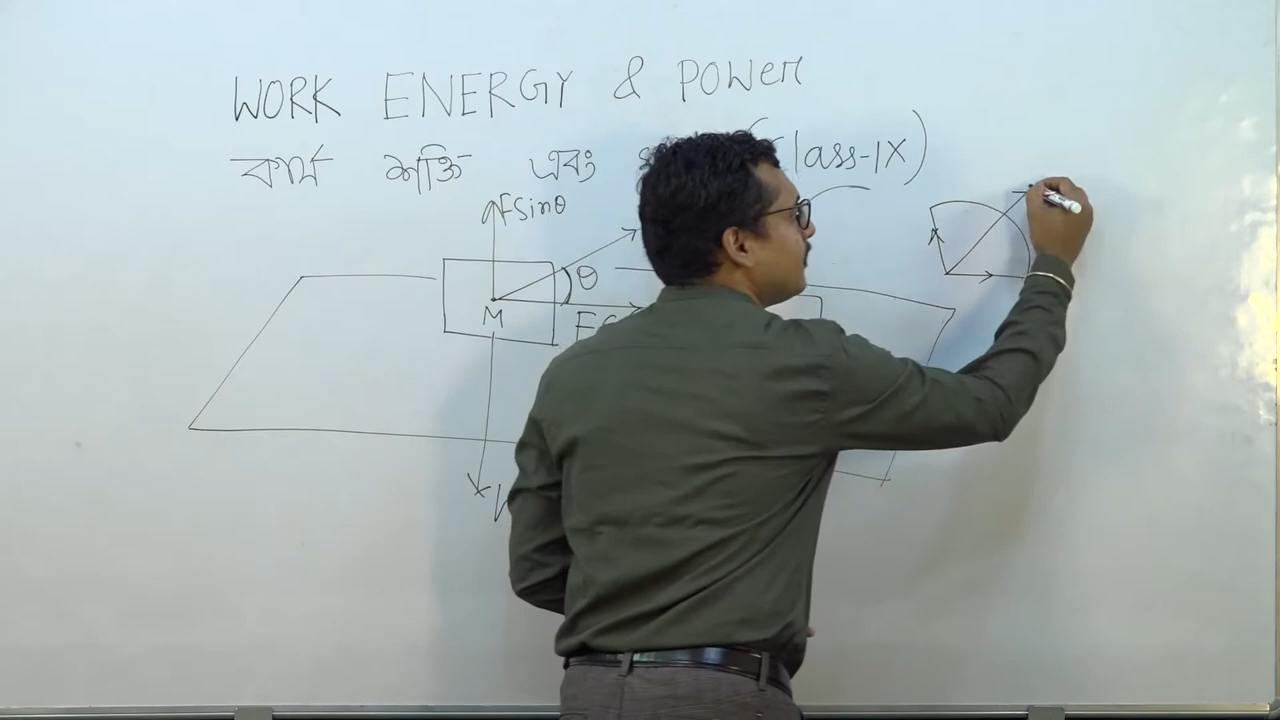 WORK ENERGY & POWer
কার্য শক্তি এবং
(Class-IX)
FSinθ
θ
M